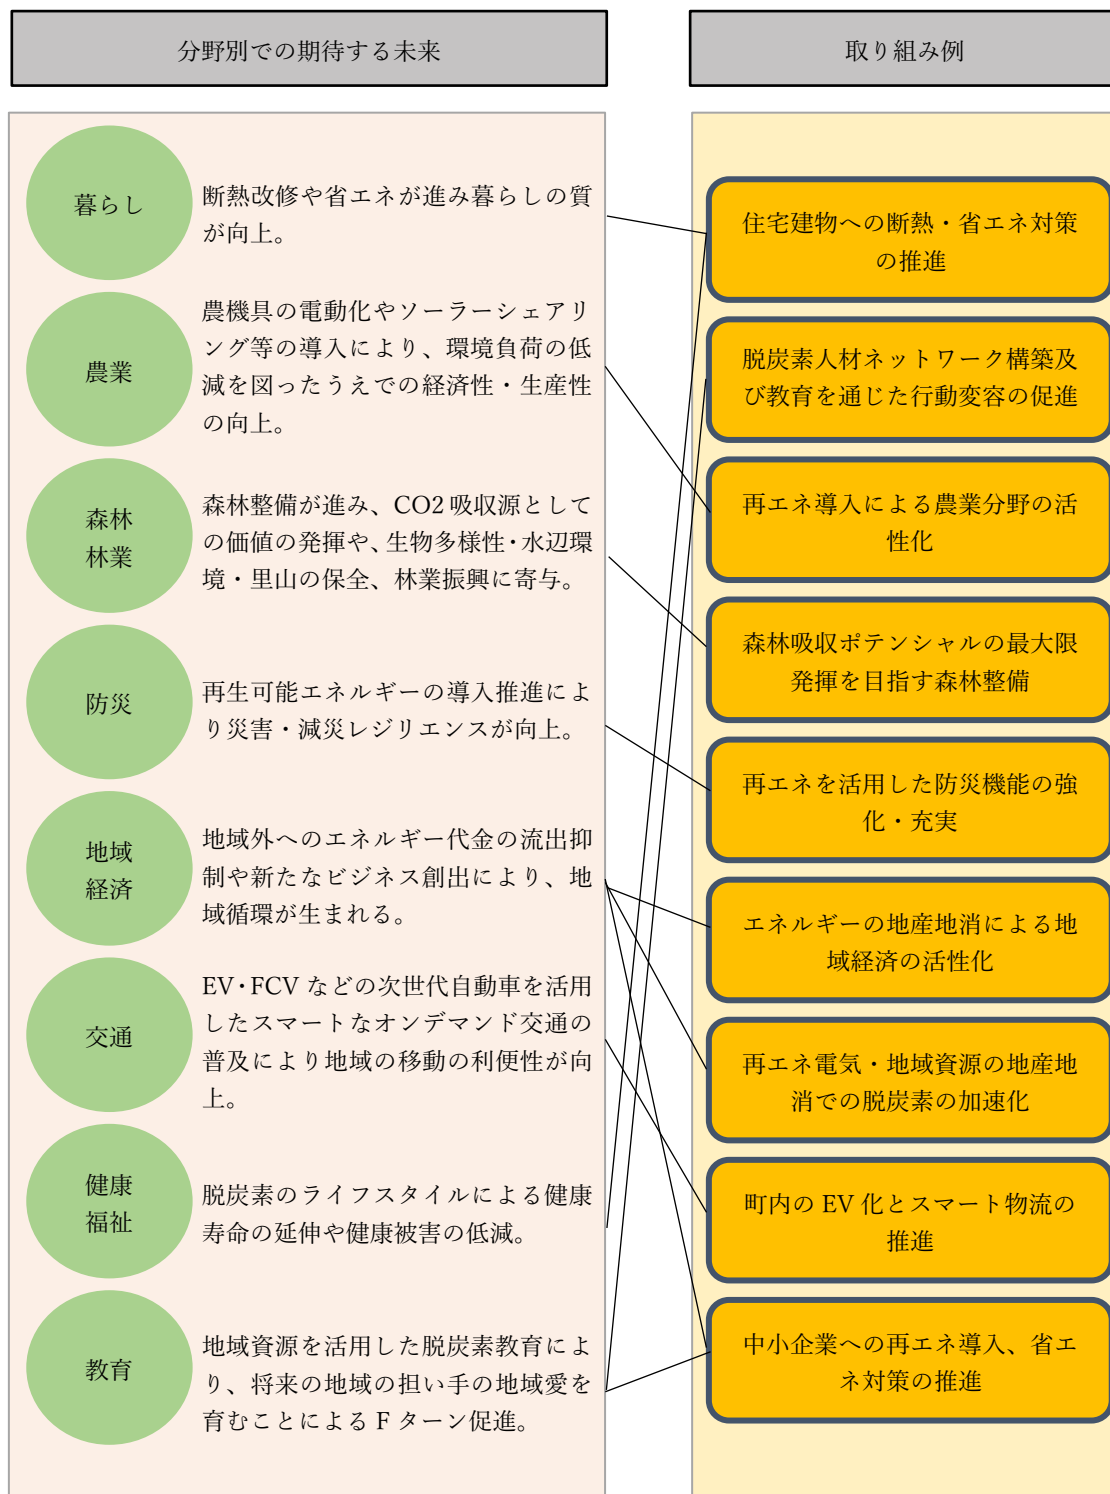 分野別での期待する未来
取り組み例
暮らし
断熱改修や省エネが進み暮らしの質
が向上。
農業
農機具の電動化やソーラーシェアリ
ング等の導入により、環境負荷の低
減を図ったうえでの経済性・生産性
の向上。
森林
林業
森林整備が進み、CO2 吸収源として
の価値の発揮や、生物多様性・水辺環
境・里山の保全、林業振興に寄与。
防災
再生可能エネルギーの導入推進によ
り災害・減災レジリエンスが向上。
地域
経済
地域外へのエネルギー代金の流出抑
制や新たなビジネス創出により、地
域循環が生まれる。
交通
EV・FCV などの次世代自動車を活用
したスマートなオンデマンド交通の
普及により地域の移動の利便性が向
上。
健康
福祉
脱炭素のライフスタイルによる健康
寿命の延伸や健康被害の低減。
教育
地域資源を活用した脱炭素教育によ
り、将来の地域の担い手の地域愛を
育むことによる F ターン促進。
住宅建物への断熱・省エネ対策
の推進
脱炭素人材ネットワーク構築及
び教育を通じた行動変容の促進
再エネ導入による農業分野の活
性化
森林吸収ポテンシャルの最大限
発揮を目指す森林整備
再エネを活用した防災機能の強
化・充実
エネルギーの地産地消による地
域経済の活性化
再エネ電気・地域資源の地産地
消での脱炭素の加速化
町内の EV 化とスマート物流の
推進
中小企業への再エネ導入、省エ
ネ対策の推進